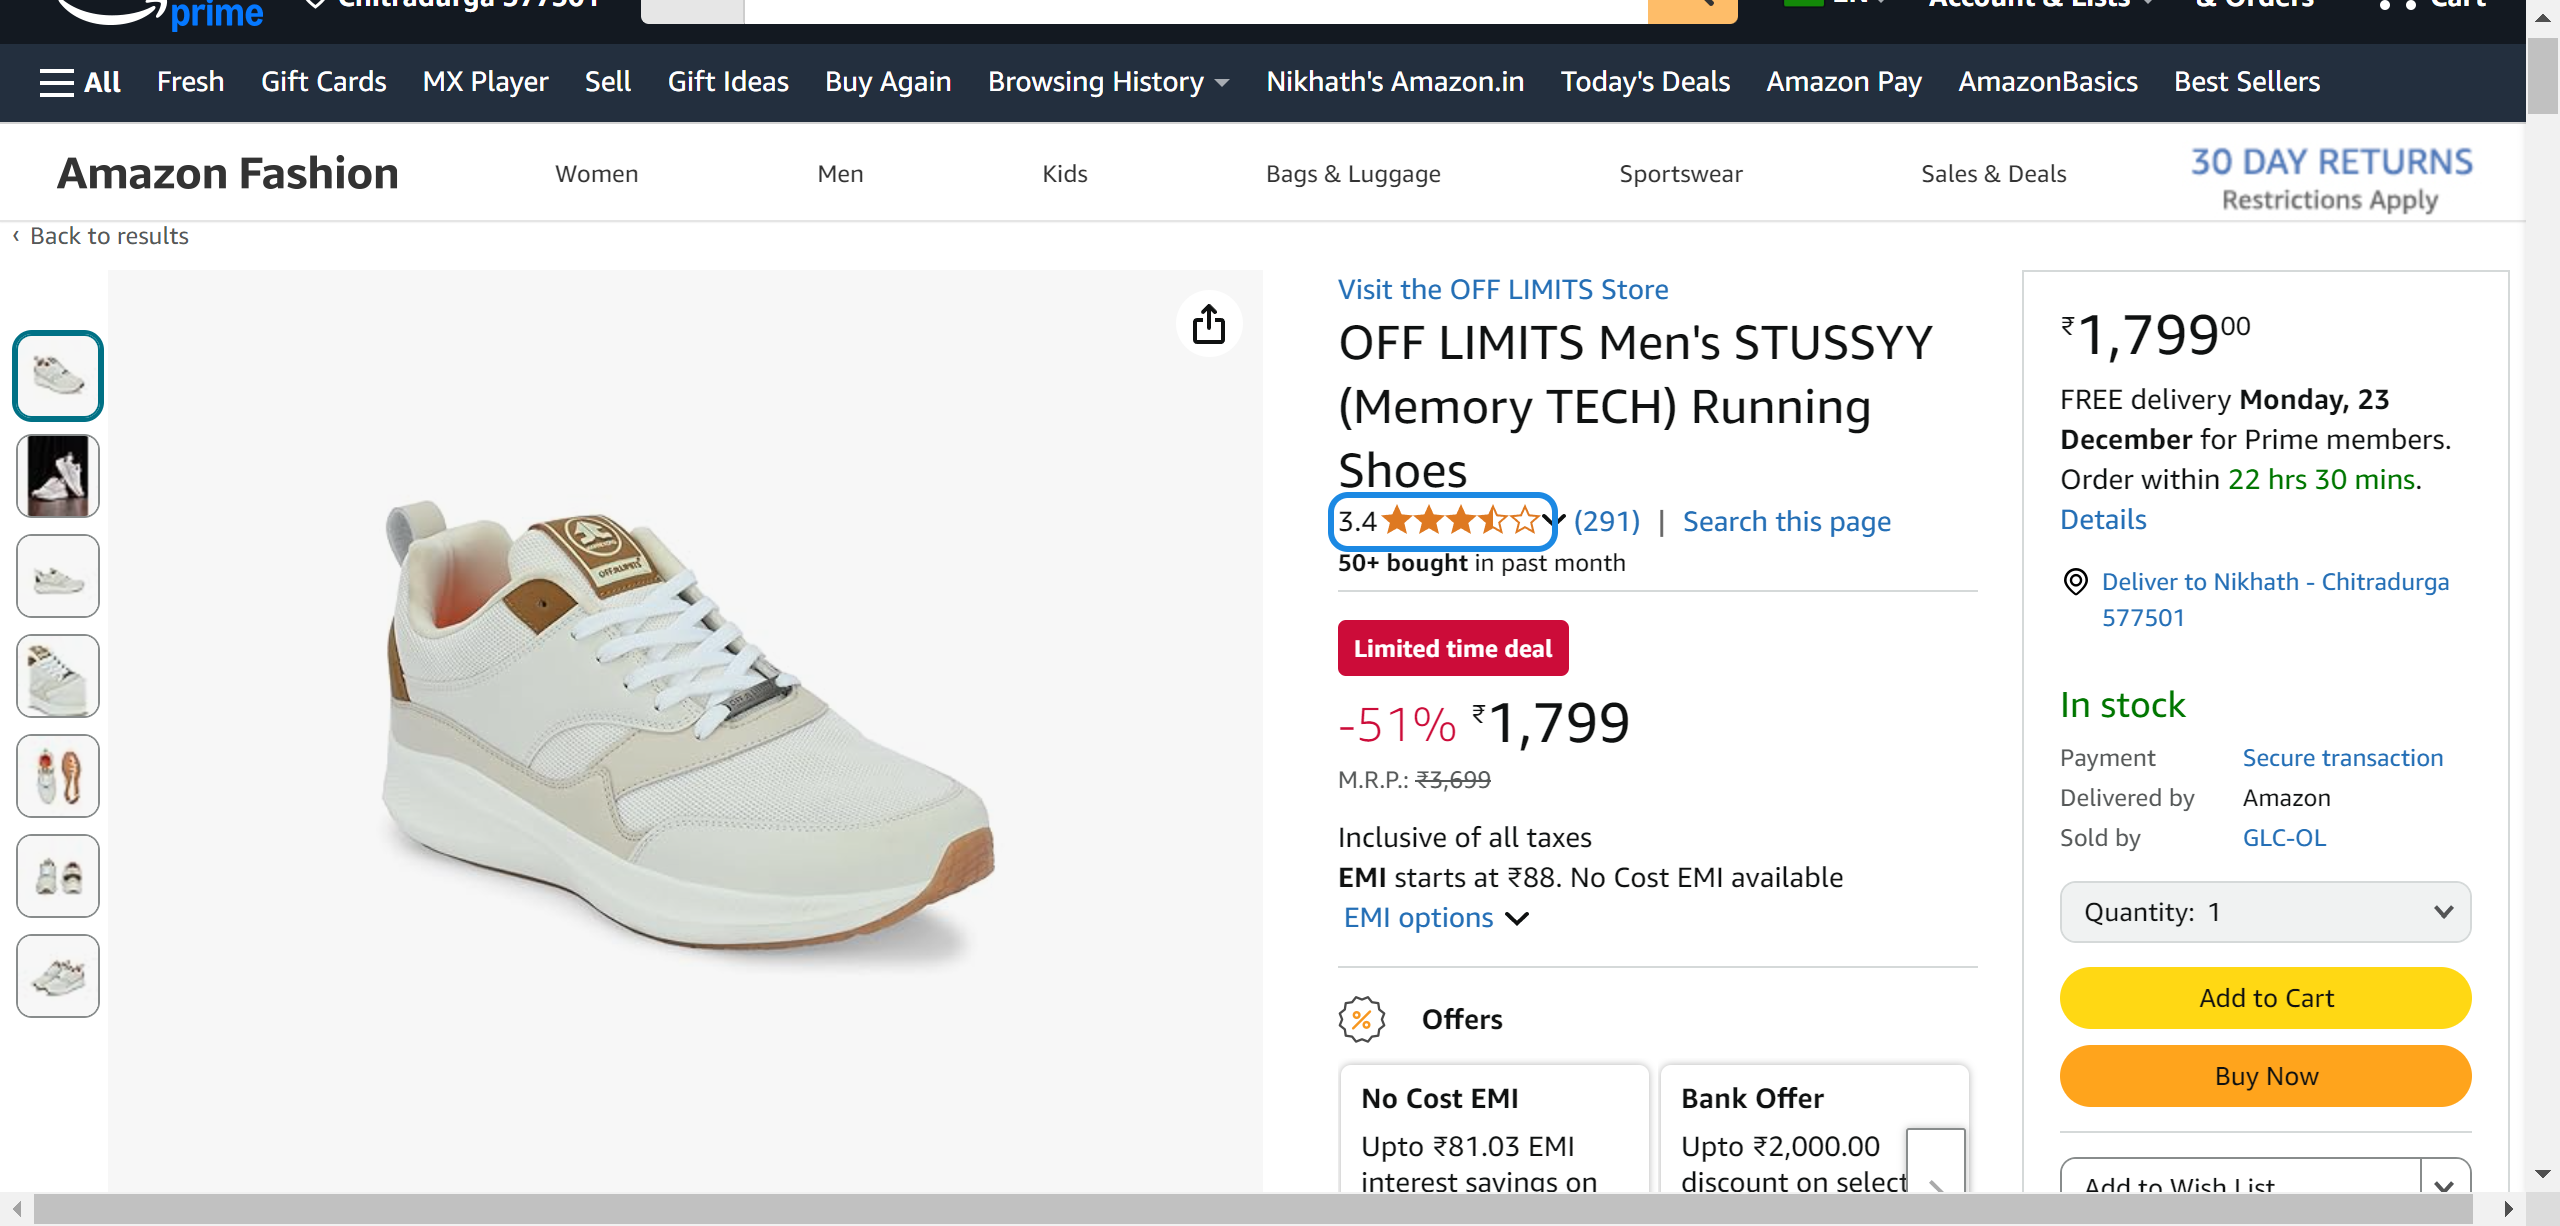 prime
Chitradurga 577501
EN
Account & Lists
& Orders
Cart
All
Fresh
Gift Cards
MX Player
Sell
Gift Ideas
Buy Again
Browsing History
Nikhath's Amazon.in
Today's Deals
Amazon Pay
AmazonBasics
Best Sellers
Amazon Fashion
Women
Men
Kids
Bags & Luggage
Sportswear
Sales & Deals
30 DAY RETURNS
Restrictions Apply
‹ Back to results
OFF LIMITS
Visit the OFF LIMITS Store
OFF LIMITS Men's STUSSYY
(Memory TECH) Running
Shoes
3.4
(291) | Search this page
50+ bought in past month
Limited time deal
-51% ₹1,799
M.R.P.: ₹3,699
Inclusive of all taxes
EMI starts at ₹88. No Cost EMI available
EMI options
% Offers
No Cost EMI
Upto ₹81.03 EMI
interest savings on
Bank Offer
Upto ₹2,000.00
discount on select
₹1,79900
FREE delivery Monday, 23
December for Prime members.
Order within 22 hrs 30 mins.
Details
Deliver to Nikhath - Chitradurga
577501
In stock
Payment Secure transaction
Delivered by Amazon
Sold by GLC-OL
Quantity: 1
Add to Cart
Buy Now
Add to Wish List